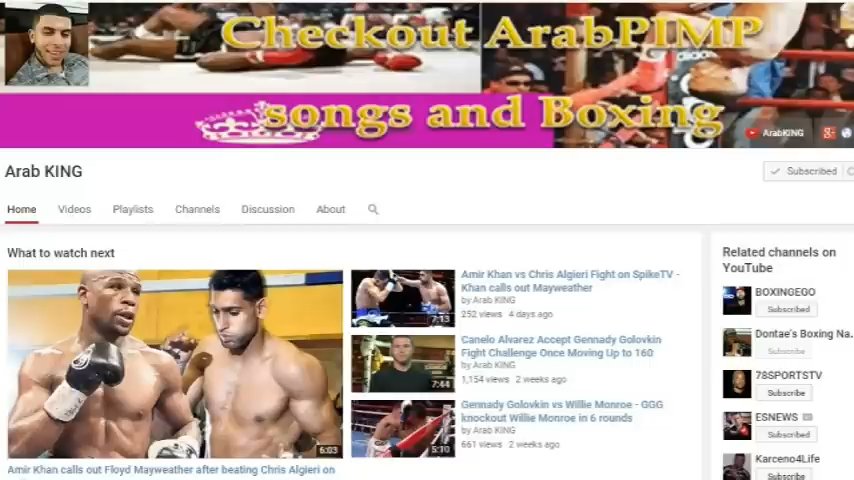 Checkout ArabPIMP
songs and Boxing
ArabKING
Arab KING
Subscribed
Home Videos Playlists Channels Discussion About
What to watch next
6:03
Amir Khan calls out Floyd Mayweather after beating Chris Algieri on
7:13
Amir Khan vs Chris Algieri Fight on SpikeTV -
Khan calls out Mayweather
by Arab KING
252 views 4 days ago
7:44
Canelo Alvarez Accept Gennady Golovkin
Fight Challenge Once Moving Up to 160
by Arab KING
1,154 views 2 weeks ago
5:10
Gennady Golovkin vs Willie Monroe - GGG
knockout Willie Monroe in 6 rounds
by Arab KING
661 views 2 weeks ago
Related channels on
YouTube
BOXINGEGO
Subscribed
Dontae's Boxing Na..
Subscribe
78SPORTSTV
Subscribe
ESNEWS
Subscribed
Karceno4Life
Subscribe